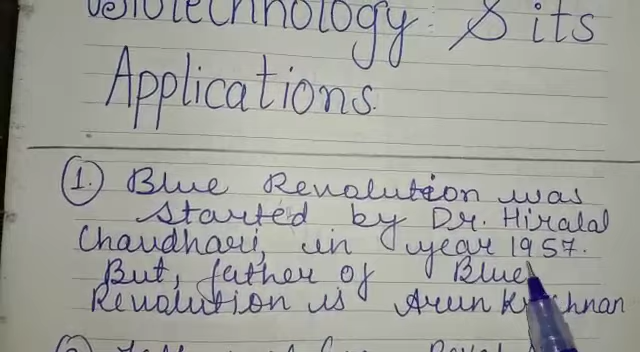 Biotechnology & its
Applications.
1. Blue Revolution was
started by Dr. Hiralal
Chaudhari, in year 1957.
But, father of Blue
Revolution is Arun